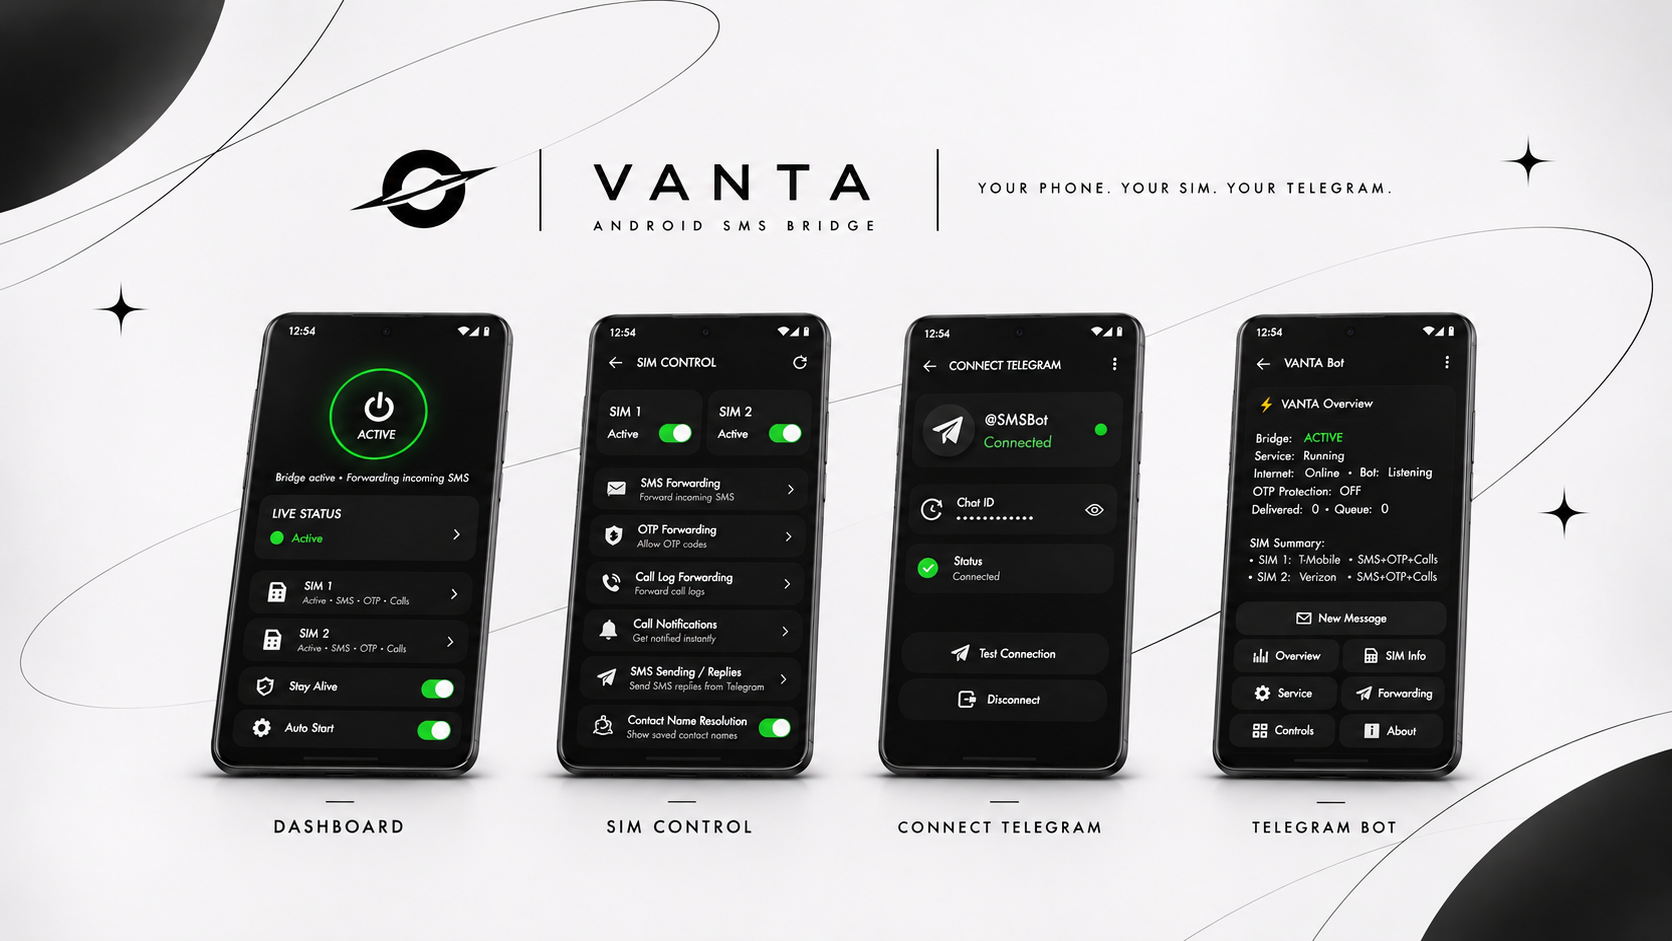 VANTA
ANDROID SMS BRIDGE
YOUR PHONE. YOUR SIM. YOUR TELEGRAM.
12:54
ACTIVE
Bridge active • Forwarding incoming SMS
LIVE STATUS
Active
SIM 1
Active • SMS • OTP • Calls
SIM 2
Active • SMS • OTP • Calls
Stay Alive
Auto Start
DASHBOARD
12:54
SIM CONTROL
SIM 1
Active
SIM 2
Active
SMS Forwarding
Forward incoming SMS
OTP Forwarding
Allow OTP codes
Call Log Forwarding
Forward call logs
Call Notifications
Get notified instantly
SMS Sending / Replies
Send SMS replies from Telegram
Contact Name Resolution
Show saved contact names
SIM CONTROL
12:54
CONNECT TELEGRAM
@SMSBot
Connected
Chat ID
••••••••••••
Status
Connected
Test Connection
Disconnect
CONNECT TELEGRAM
12:54
VANTA Bot
⚡ VANTA Overview
Bridge: ACTIVE
Service: Running
Internet: Online • Bot: Listening
OTP Protection: OFF
Delivered: 0 • Queue: 0
SIM Summary:
• SIM 1: T-Mobile • SMS+OTP+Calls
• SIM 2: Verizon • SMS+OTP+Calls
New Message
Overview
SIM Info
Service
Forwarding
Controls
About
TELEGRAM BOT